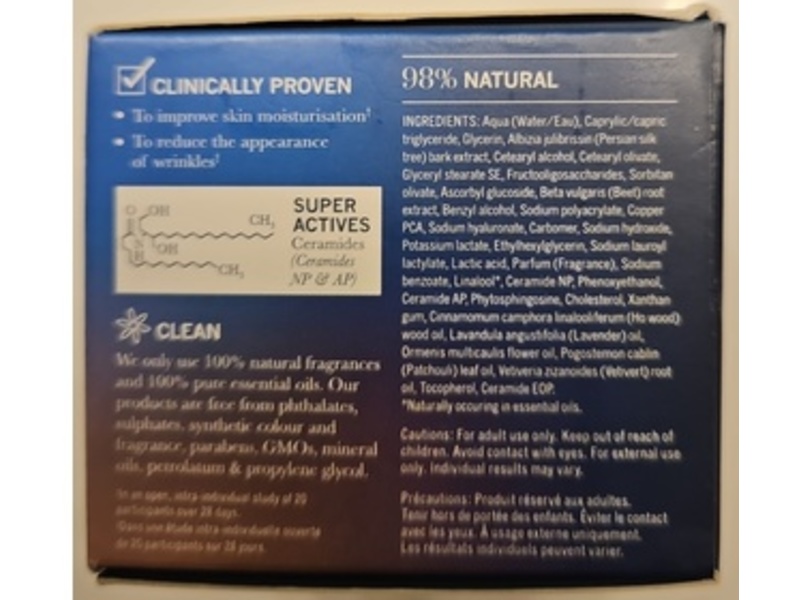 CLINICALLY PROVEN
• To improve skin moisturisation†
• To reduce the appearance
of wrinkles†
O OH
CH3
OH
CH3
SUPER
ACTIVES
Ceramides
(Ceramides
NP & AP)
CLEAN
We only use 100% natural fragrances
and 100% pure essential oils. Our
products are free from phthalates,
sulphates, synthetic colour and
fragrance, parabens, GMOs, mineral
oils, petrolatum & propylene glycol.
†In an open, intra-individual study of 20
participants over 28 days.
†Dans une étude intra-individuelle ouverte
de 20 participants sur 28 jours.
98% NATURAL
INGREDIENTS: Aqua (Water/Eau), Caprylic/capric
triglyceride, Glycerin, Albizia julibrissin (Persian silk
tree) bark extract, Cetearyl alcohol, Cetearyl olivate,
Glyceryl stearate SE, Fructooligosaccharides, Sorbitan
olivate, Ascorbyl glucoside, Beta vulgaris (Beet) root
extract, Benzyl alcohol, Sodium polyacrylate, Copper
PCA, Sodium hyaluronate, Carbomer, Sodium hydroxide,
Potassium lactate, Ethylhexylglycerin, Sodium lauroyl
lactylate, Lactic acid, Parfum (Fragrance), Sodium
benzoate, Linalool*, Ceramide NP, Phenoxyethanol,
Ceramide AP, Phytosphingosine, Cholesterol, Xanthan
gum, Cinnamomum camphora linalooliferum (Ho wood)
wood oil, Lavandula angustifolia (Lavender) oil,
Ormenis multicaulis flower oil, Pogostemon cablin
(Patchouli) leaf oil, Vetiveria zizanoides (Vetivert) root
oil, Tocopherol, Ceramide EOP.
*Naturally occuring in essential oils.
Cautions: For adult use only. Keep out of reach of
children. Avoid contact with eyes. For external use
only. Individual results may vary.
Précautions: Produit réservé aux adultes.
Tenir hors de portée des enfants. Éviter le contact
avec les yeux. À usage externe uniquement.
Les résultats individuels peuvent varier.